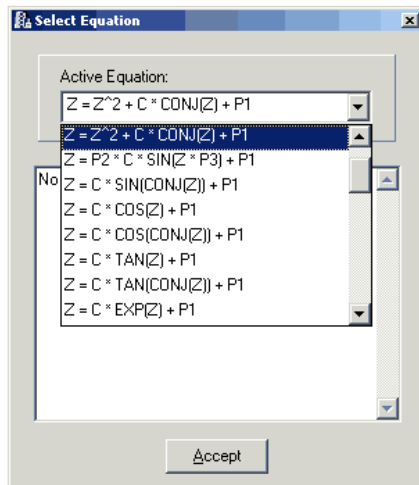 Select Equation
Active Equation:
Z = Z^2 + C * CONJ(Z) + P1
Z = Z^2 + C * CONJ(Z) + P1
Z = P2 * C * SIN(Z * P3) + P1
No
Z = C * SIN(CONJ(Z)) + P1
Z = C * COS(Z) + P1
Z = C * COS(CONJ(Z)) + P1
Z = C * TAN(Z) + P1
Z = C * TAN(CONJ(Z)) + P1
Z = C * EXP(Z) + P1
Accept